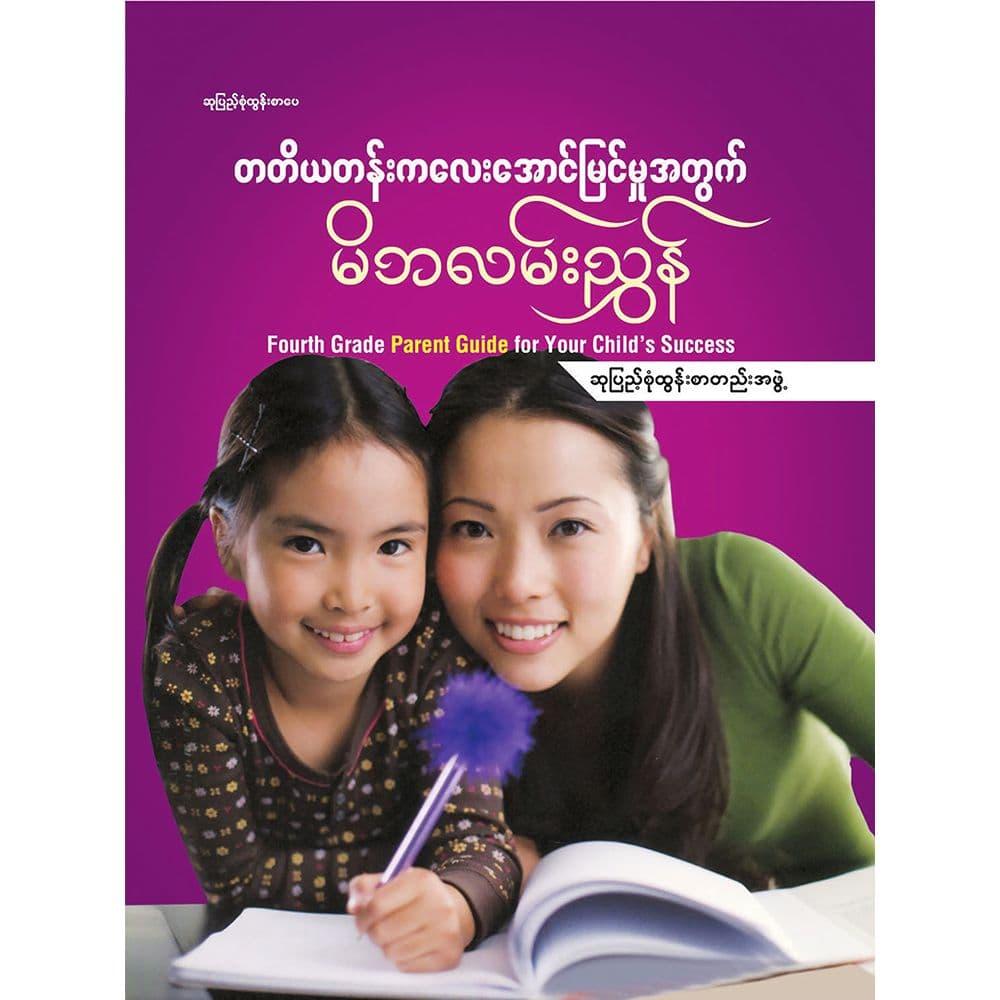 ဆုပြည့်စုံထွန်းစာပေ
တတိယတန်းကလေးအောင်မြင်မှုအတွက်
မိဘလမ်းညွှန်
Fourth Grade Parent Guide for Your Child's Success
ဆုပြည့်စုံထွန်းစာတည်းအဖွဲ့